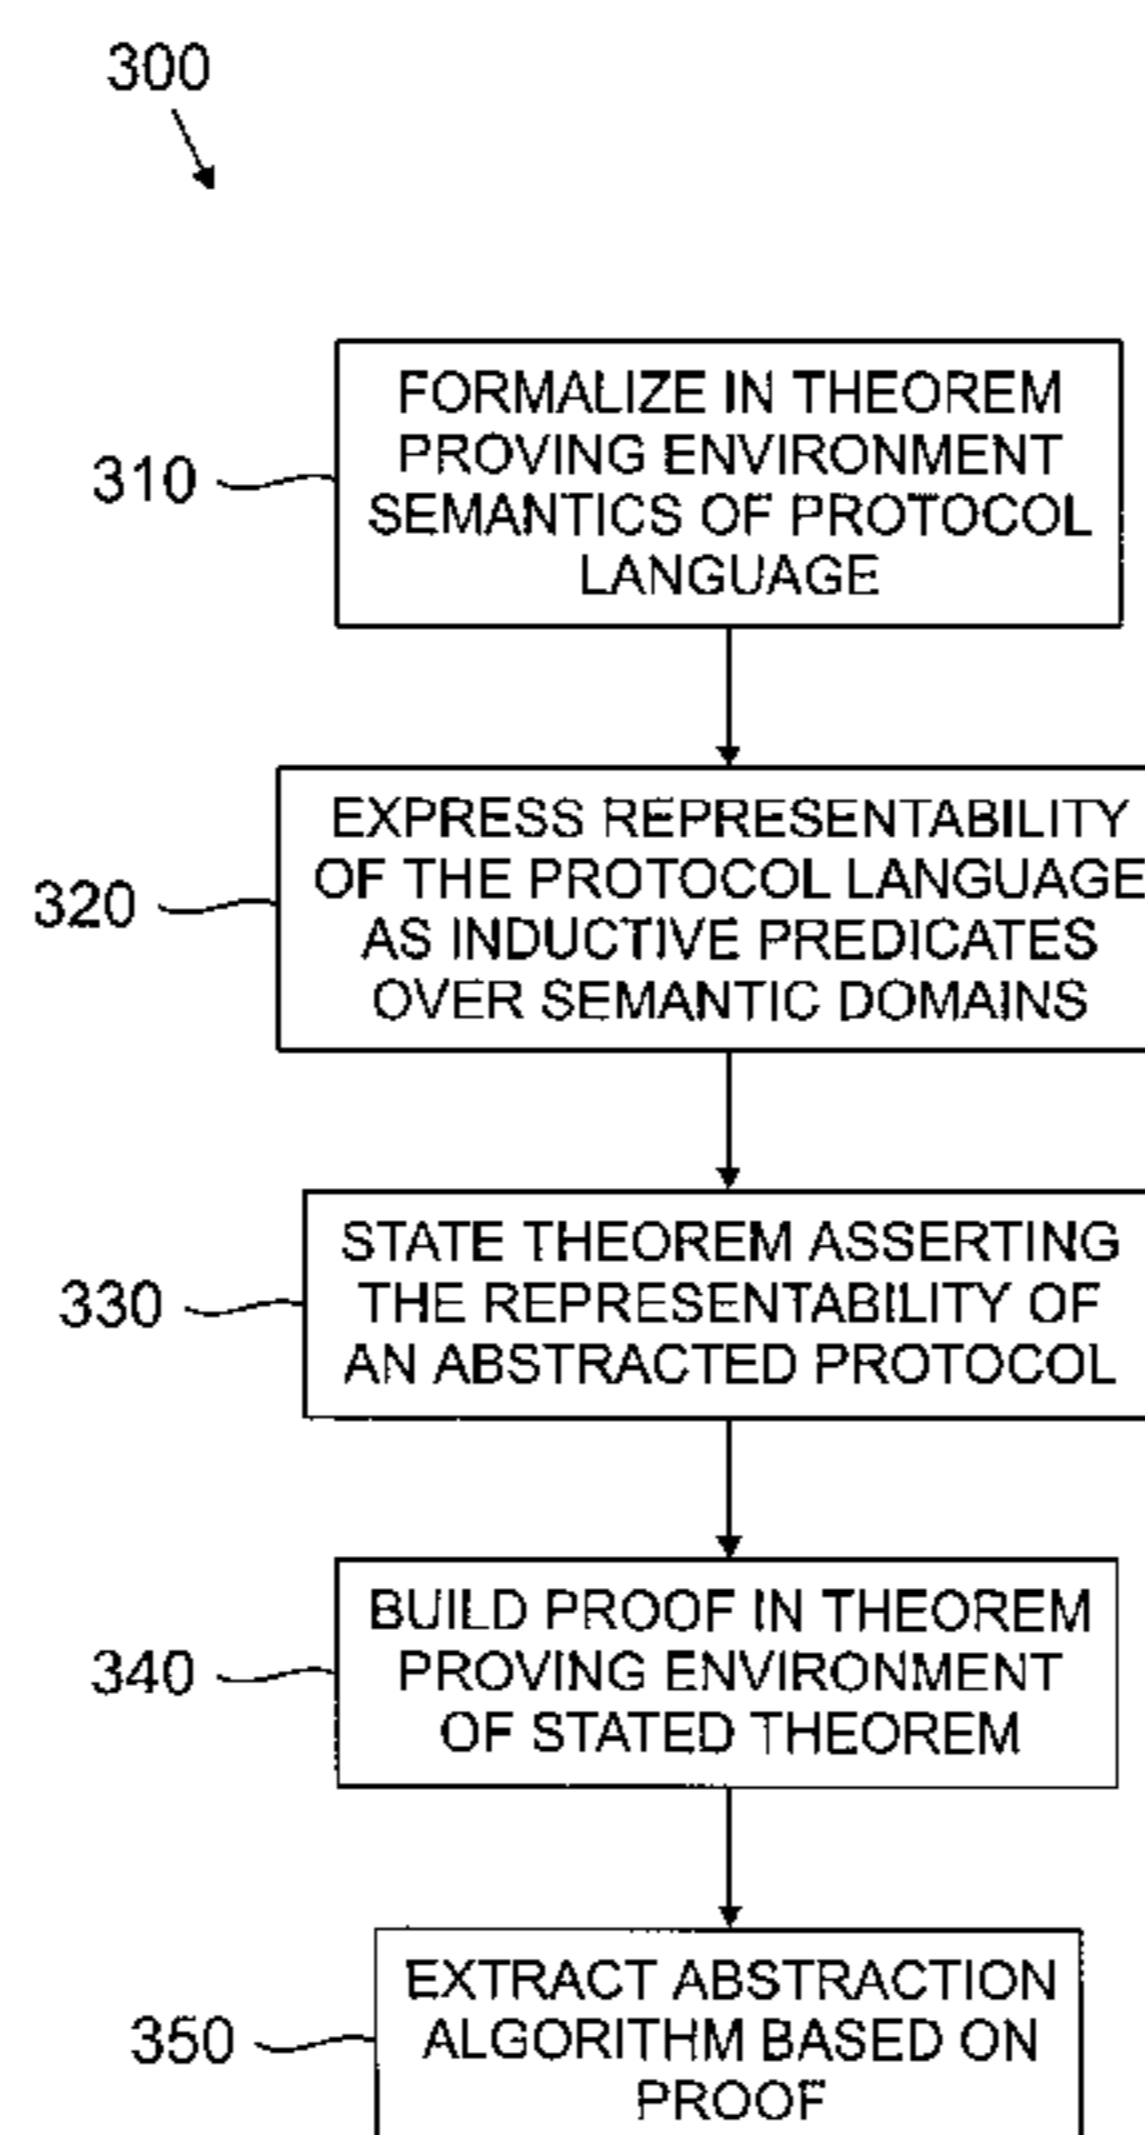 300
310
FORMALIZE IN THEOREM
PROVING ENVIRONMENT
SEMANTICS OF PROTOCOL
LANGUAGE
320
EXPRESS REPRESENTABILITY
OF THE PROTOCOL LANGUAGE
AS INDUCTIVE PREDICATES
OVER SEMANTIC DOMAINS
330
STATE THEOREM ASSERTING
THE REPRESENTABILITY OF
AN ABSTRACTED PROTOCOL
340
BUILD PROOF IN THEOREM
PROVING ENVIRONMENT
OF STATED THEOREM
350
EXTRACT ABSTRACTION
ALGORITHM BASED ON
PROOF